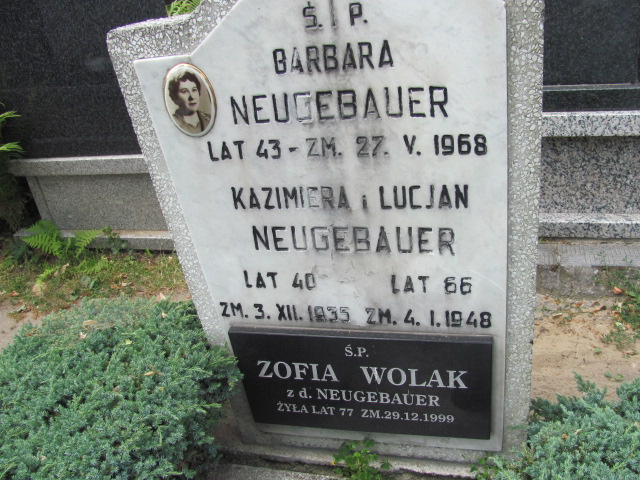 Ś. P.
BARBARA
NEUGEBAUER
LAT 43 - ZM. 27. V. 1968
KAZIMIERA i LUCJAN
NEUGEBAUER
LAT 40 LAT 66
ZM. 3. XII. 1935 ZM. 4. I. 1948
Ś.P.
ZOFIA WOLAK
z d. NEUGEBAUER
ŻYŁA LAT 77 ZM.29.12.1999